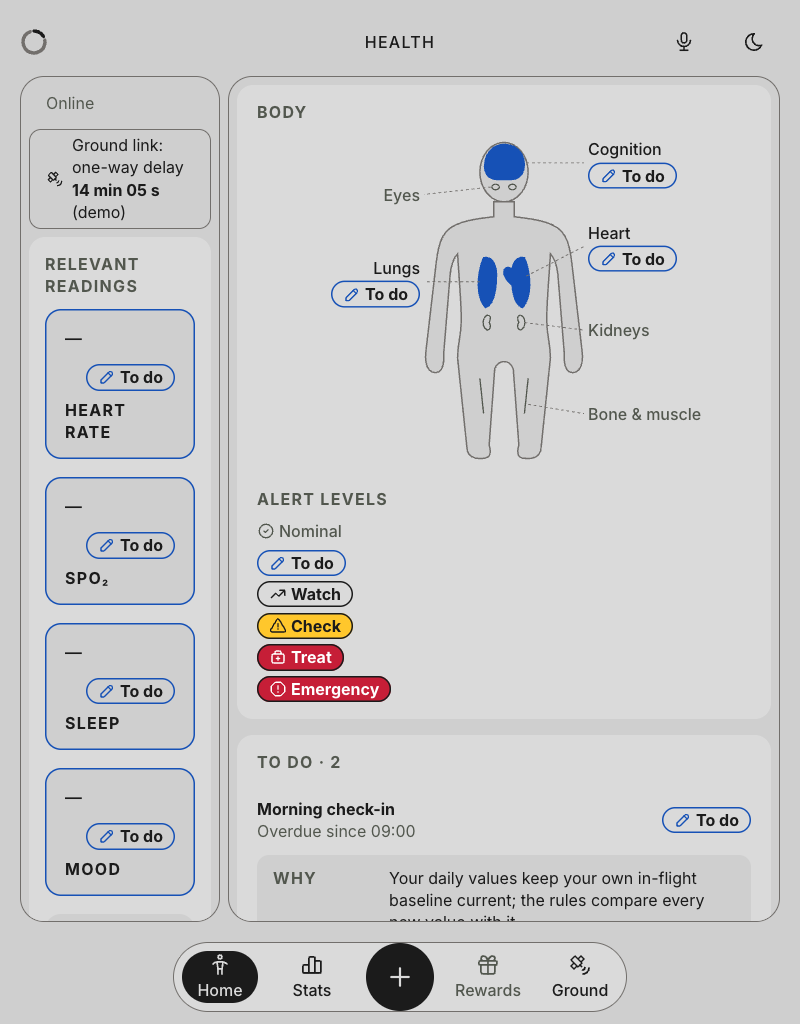 HEALTH
Online
Ground link:
one-way delay
14 min 05 s
(demo)
RELEVANT
READINGS
—
To do
HEART
RATE
—
To do
SPO₂
—
To do
SLEEP
—
To do
MOOD
BODY
Cognition
To do
Eyes
Heart
To do
Lungs
To do
Kidneys
Bone & muscle
ALERT LEVELS
Nominal
To do
Watch
Check
Treat
Emergency
TO DO · 2
Morning check-in
Overdue since 09:00
To do
WHY
Your daily values keep your own in-flight
baseline current; the rules compare every
new value with it.
Home
Stats
Rewards
Ground